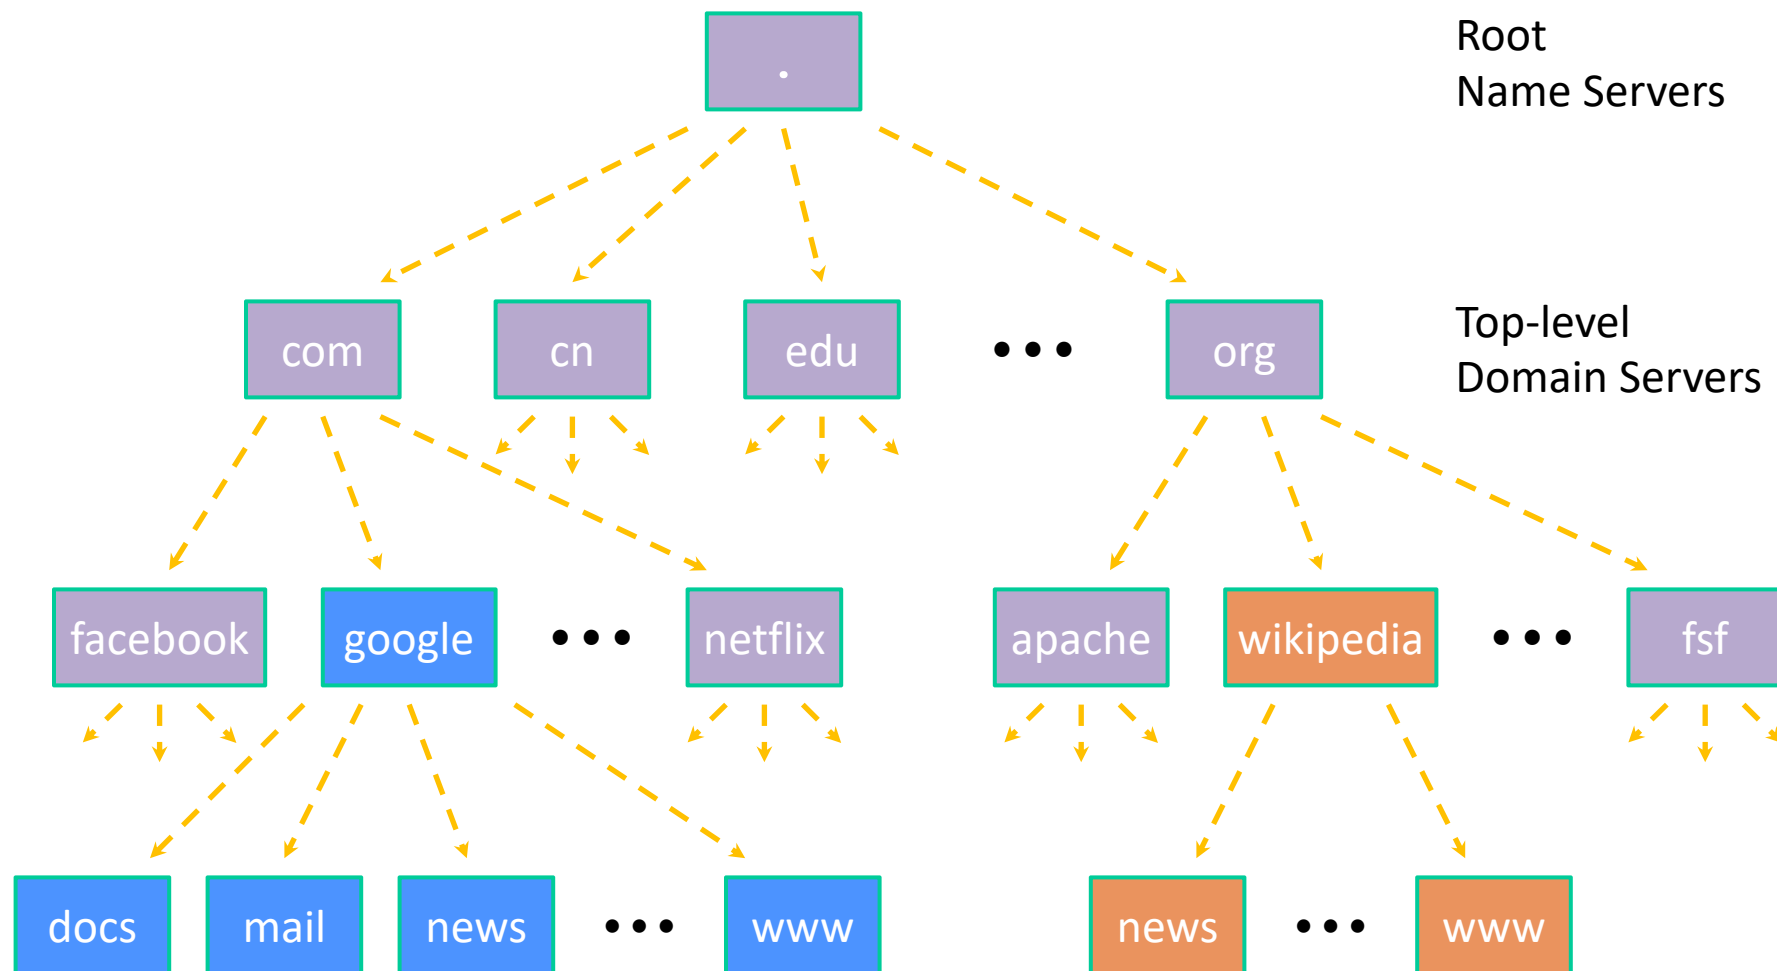 .
Root
Name Servers
com
cn
edu
•••
org
Top-level
Domain Servers
facebook
google
•••
netflix
apache
wikipedia
•••
fsf
docs
mail
news
•••
www
news
•••
www